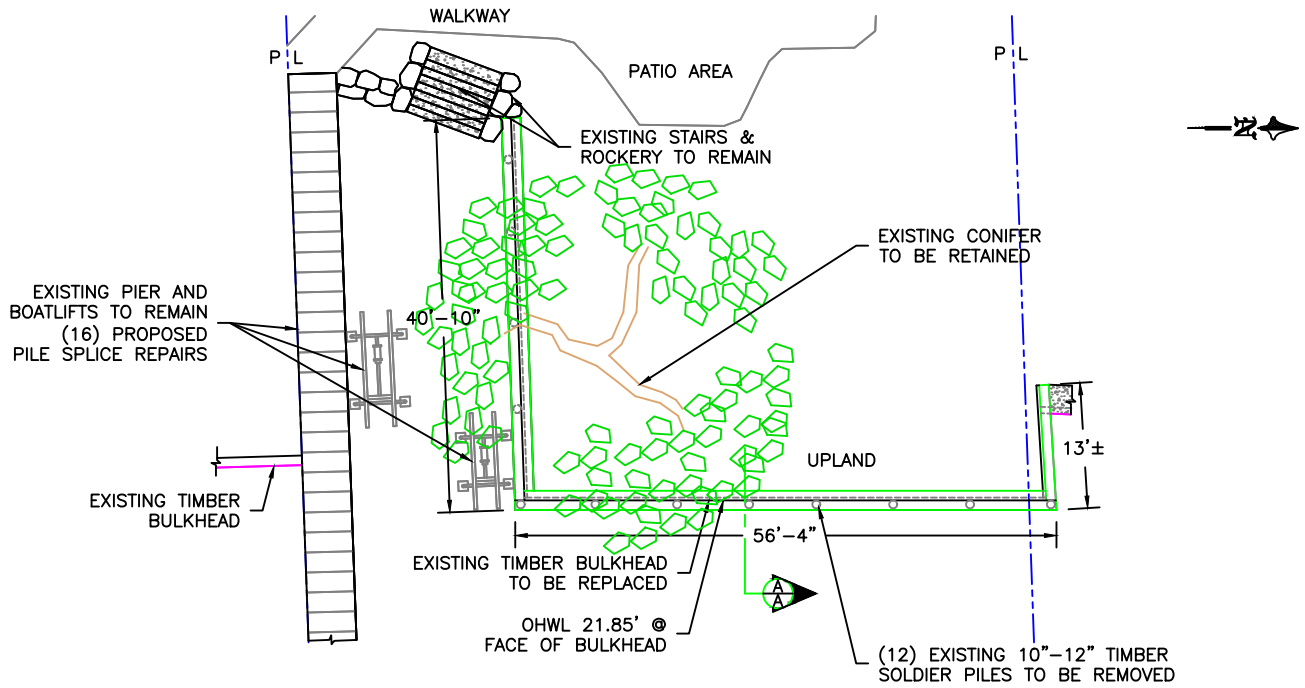 WALKWAY
P L
PATIO AREA
P L
N
EXISTING STAIRS &
ROCKERY TO REMAIN
EXISTING CONIFER
TO BE RETAINED
EXISTING PIER AND
BOATLIFTS TO REMAIN
(16) PROPOSED
PILE SPLICE REPAIRS
40'-10"
13'±
UPLAND
EXISTING TIMBER
BULKHEAD
56'-4"
EXISTING TIMBER BULKHEAD
TO BE REPLACED
A
A
OHWL 21.85' @
FACE OF BULKHEAD
(12) EXISTING 10"-12" TIMBER
SOLDIER PILES TO BE REMOVED